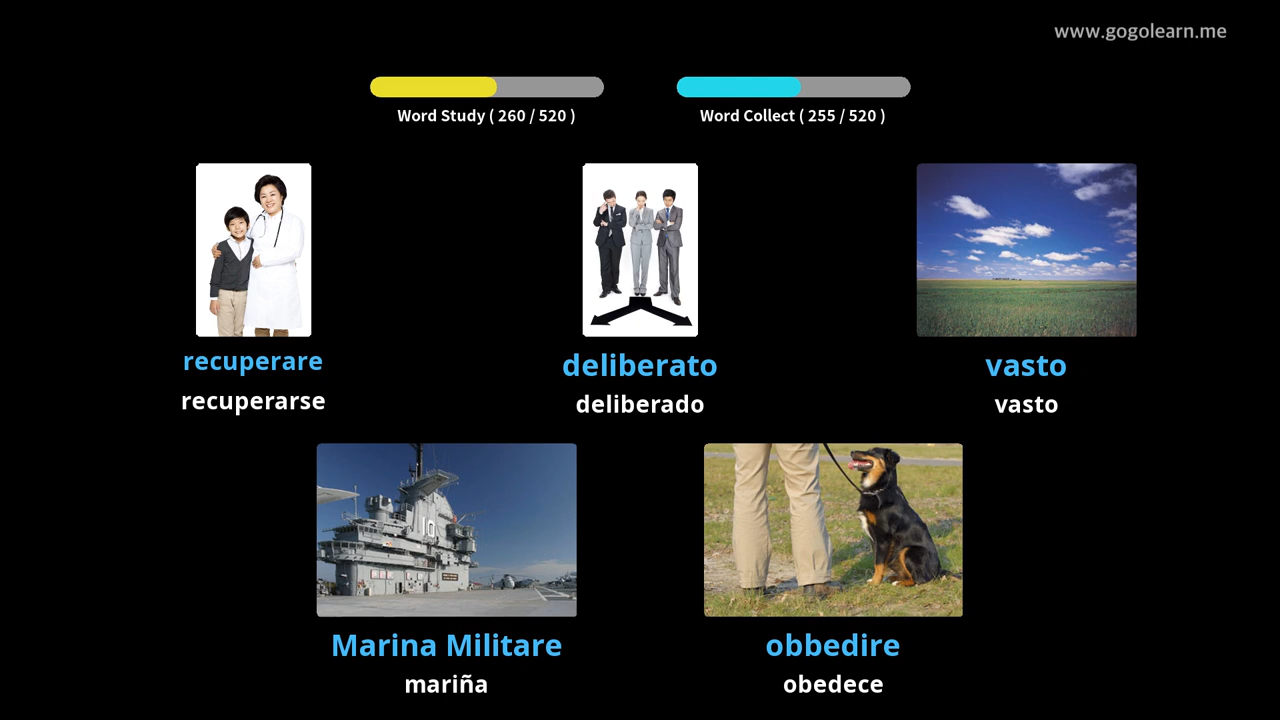 www.gogolearn.me
Word Study ( 260 / 520 )
Word Collect ( 255 / 520 )
recuperare
recuperarse
deliberato
deliberado
vasto
vasto
16
Marina Militare
mariña
obbedire
obedece